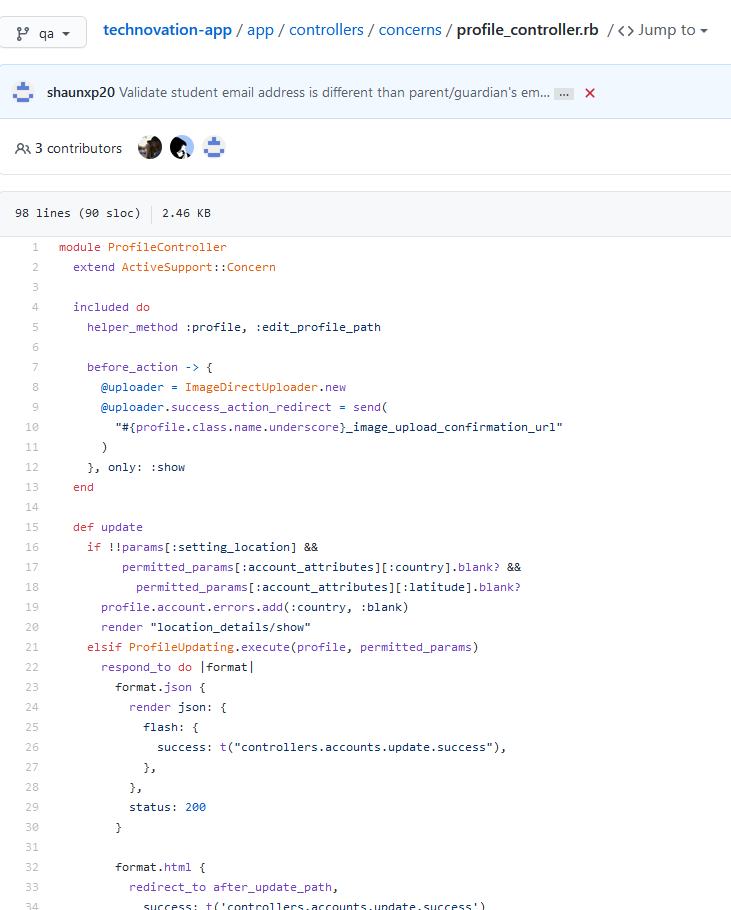 qa
technovation-app / app / controllers / concerns / profile_controller.rb / <> Jump to
shaunxp20 Validate student email address is different than parent/guardian's em… ...
3 contributors
98 lines (90 sloc) 2.46 KB
1 module ProfileController
2   extend ActiveSupport::Concern
3
4   included do
5     helper_method :profile, :edit_profile_path
6
7     before_action -> {
8       @uploader = ImageDirectUploader.new
9       @uploader.success_action_redirect = send(
10         "#{profile.class.name.underscore}_image_upload_confirmation_url"
11       )
12     }, only: :show
13   end
14
15   def update
16     if !!params[:setting_location] &&
17          permitted_params[:account_attributes][:country].blank? &&
18            permitted_params[:account_attributes][:latitude].blank?
19       profile.account.errors.add(:country, :blank)
20       render "location_details/show"
21     elsif ProfileUpdating.execute(profile, permitted_params)
22       respond_to do |format|
23         format.json {
24           render json: {
25             flash: {
26               success: t("controllers.accounts.update.success"),
27             },
28           },
29           status: 200
30         }
31
32         format.html {
33           redirect_to after_update_path,
34             success: t('controllers.accounts.update.success')